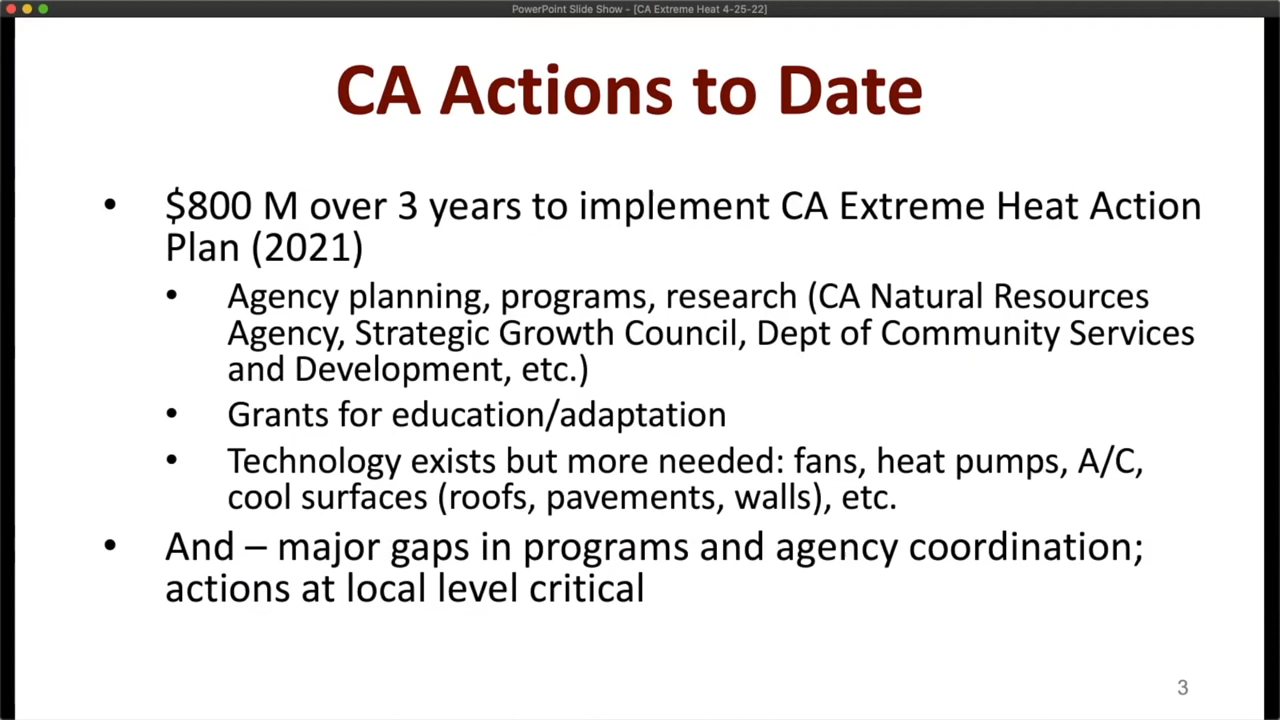 PowerPoint Slide Show - [CA Extreme Heat 4-25-22]
CA Actions to Date
• $800 M over 3 years to implement CA Extreme Heat Action
Plan (2021)
• Agency planning, programs, research (CA Natural Resources
Agency, Strategic Growth Council, Dept of Community Services
and Development, etc.)
• Grants for education/adaptation
• Technology exists but more needed: fans, heat pumps, A/C,
cool surfaces (roofs, pavements, walls), etc.
• And – major gaps in programs and agency coordination;
actions at local level critical
3